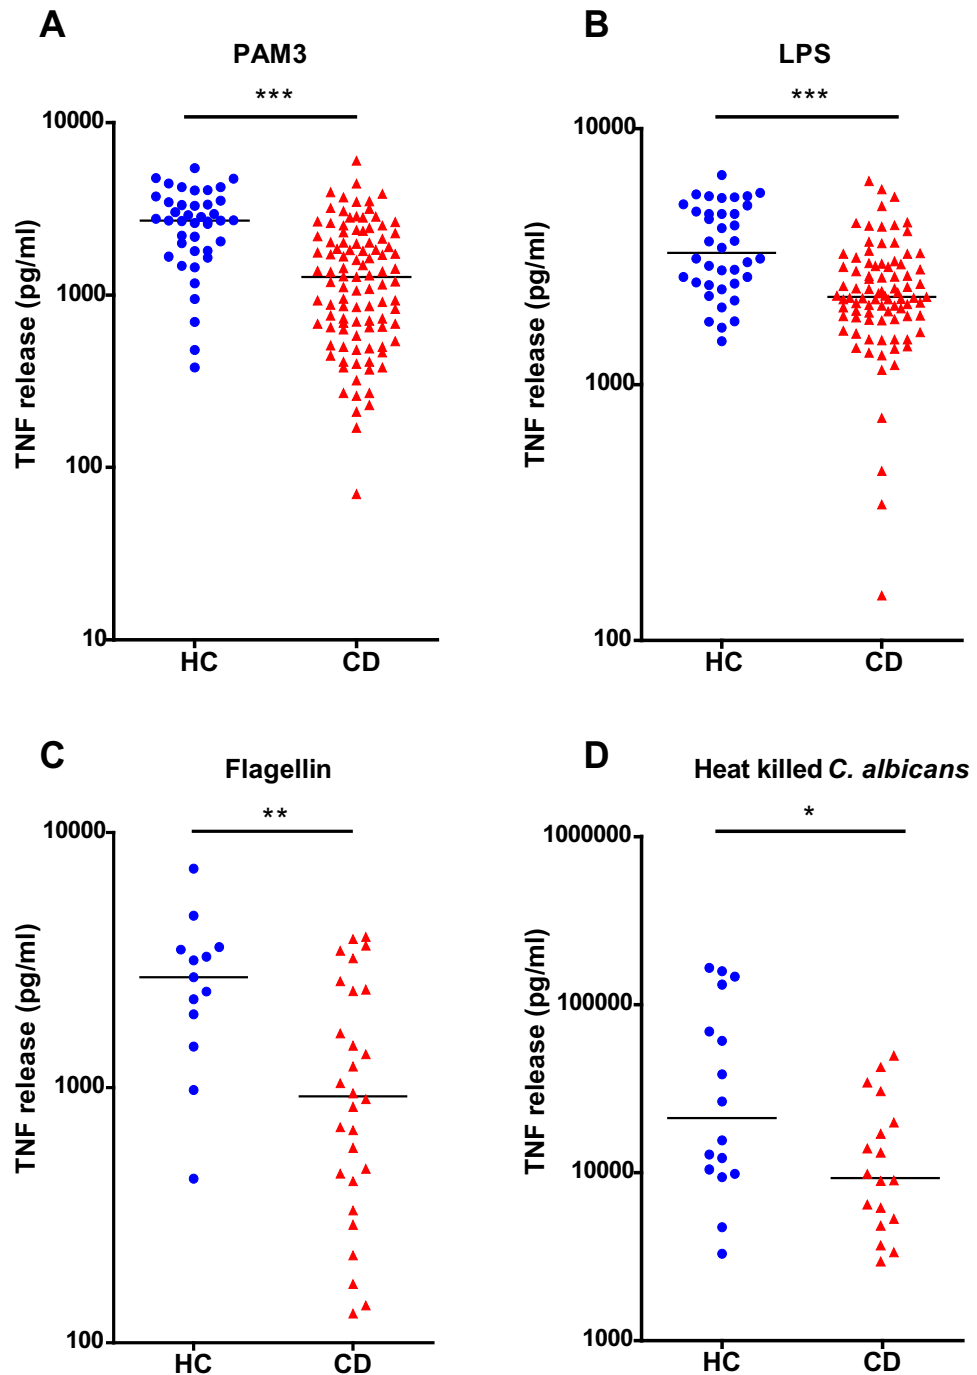 A
PAM3
***
TNF release (pg/ml)
10000
1000
100
10
HC
CD
B
LPS
***
TNF release (pg/ml)
10000
1000
100
HC
CD
C
Flagellin
**
TNF release (pg/ml)
10000
1000
100
HC
CD
D
Heat killed C. albicans
*
TNF release (pg/ml)
1000000
100000
10000
1000
HC
CD